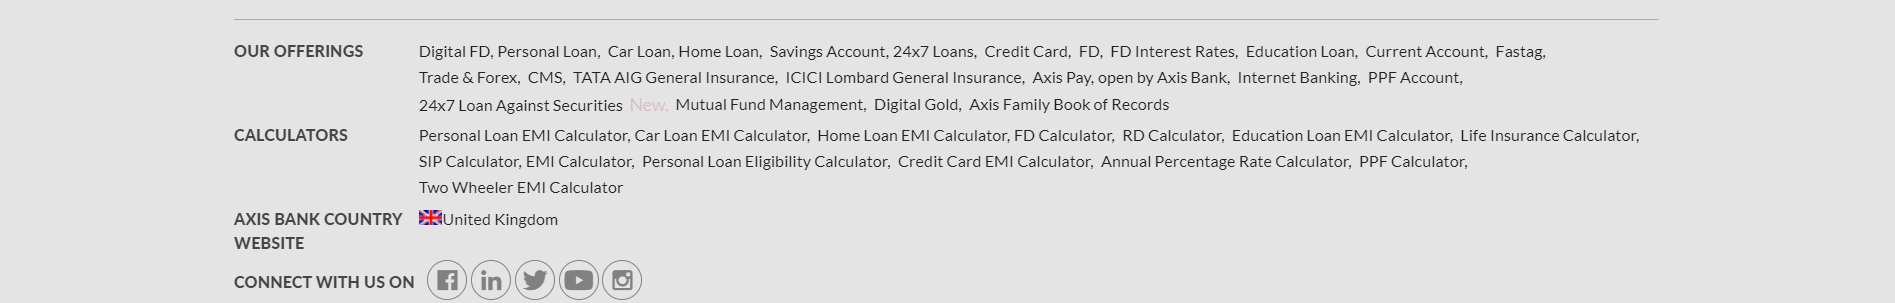 OUR OFFERINGS Digital FD, Personal Loan, Car Loan, Home Loan, Savings Account, 24x7 Loans, Credit Card, FD, FD Interest Rates, Education Loan, Current Account, Fastag,
Trade & Forex, CMS, TATA AIG General Insurance, ICICI Lombard General Insurance, Axis Pay, open by Axis Bank, Internet Banking, PPF Account,
24x7 Loan Against Securities New, Mutual Fund Management, Digital Gold, Axis Family Book of Records
CALCULATORS Personal Loan EMI Calculator, Car Loan EMI Calculator, Home Loan EMI Calculator, FD Calculator, RD Calculator, Education Loan EMI Calculator, Life Insurance Calculator,
SIP Calculator, EMI Calculator, Personal Loan Eligibility Calculator, Credit Card EMI Calculator, Annual Percentage Rate Calculator, PPF Calculator,
Two Wheeler EMI Calculator
AXIS BANK COUNTRY United Kingdom
WEBSITE
CONNECT WITH US ON